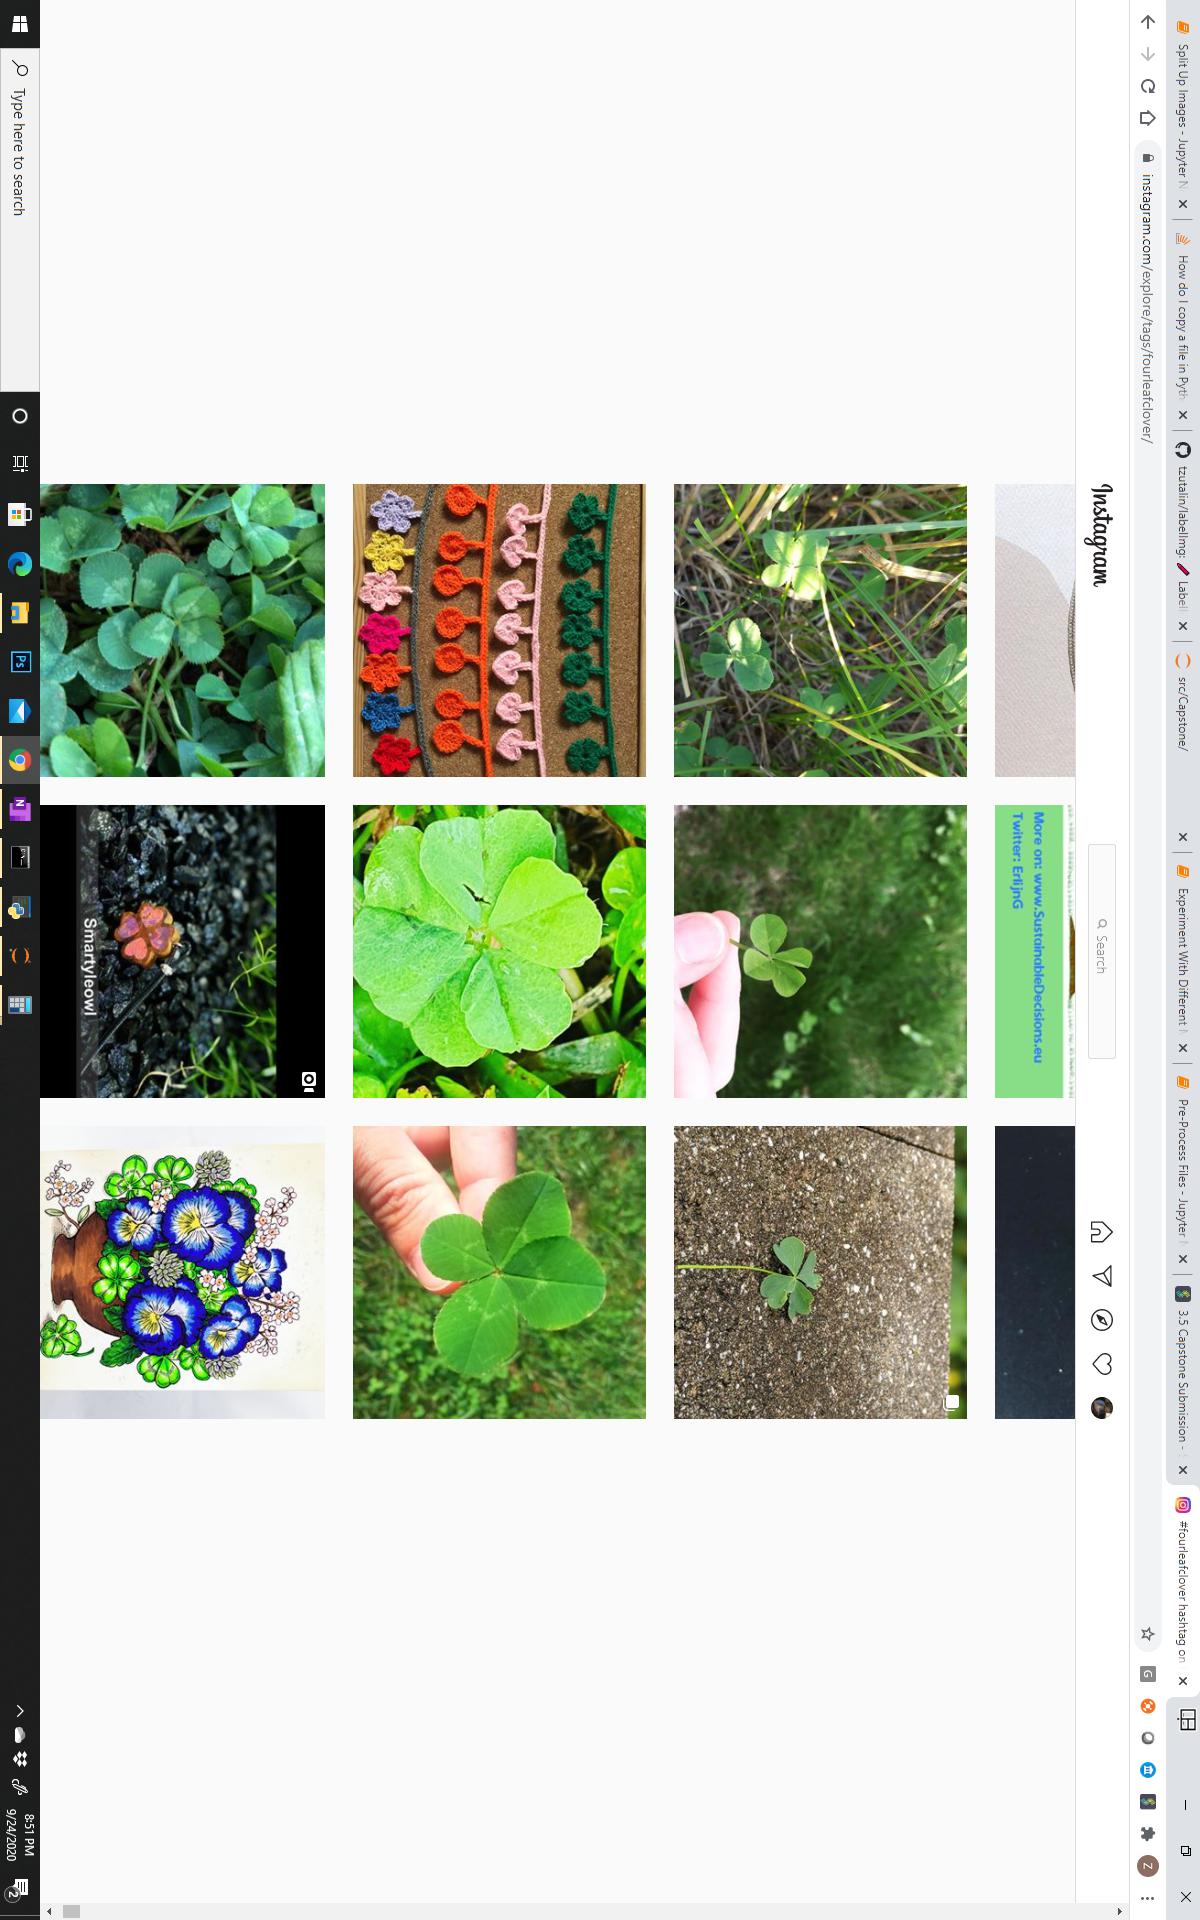 Split Up Images - Jupyter N
How do I copy a file in Pyth
tzutalin/labelImg: Label
src/Capstone/
Experiment With Different
Pre-Process Files - Jupyter
3.5 Capstone Submission -
#fourleafclover hashtag on
instagram.com/explore/tags/fourleafclover/
G
Z
Instagram
Search
More on: www.SustainableDecisions.eu
Twitter: ErlijnG
Smartyleowl
Type here to search
Ps
N
8:51 PM
9/24/2020
2